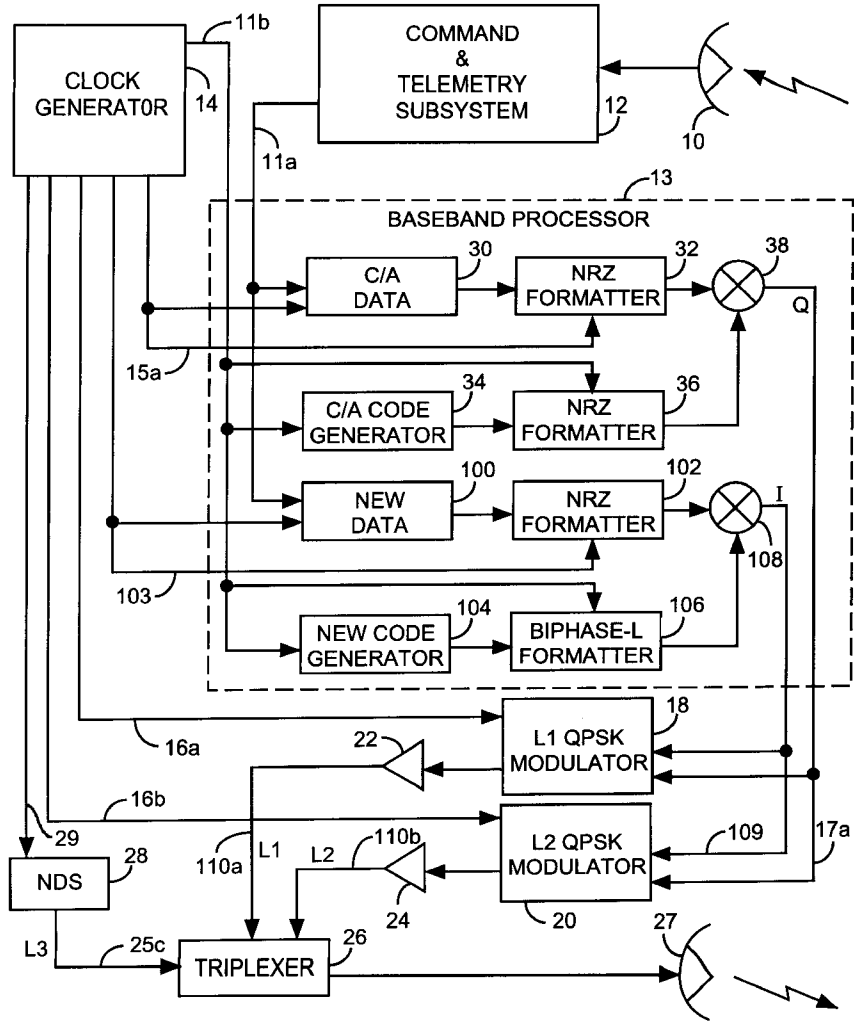 11b
CLOCK
GENERAT0R
14
COMMAND
&
TELEMETRY
SUBSYSTEM
12
10
11a
13
BASEBAND PROCESSOR
C/A
DATA
30
NRZ
FORMATTER
32
38
Q
15a
C/A CODE
GENERATOR
34
NRZ
FORMATTER
36
NEW
DATA
100
NRZ
FORMATTER
102
I
108
103
NEW CODE
GENERATOR
104
BIPHASE-L
FORMATTER
106
16a
22
L1 QPSK
MODULATOR
18
16b
29
110a
L1
L2
110b
24
L2 QPSK
MODULATOR
20
109
17a
NDS
28
L3
25c
TRIPLEXER
26
27